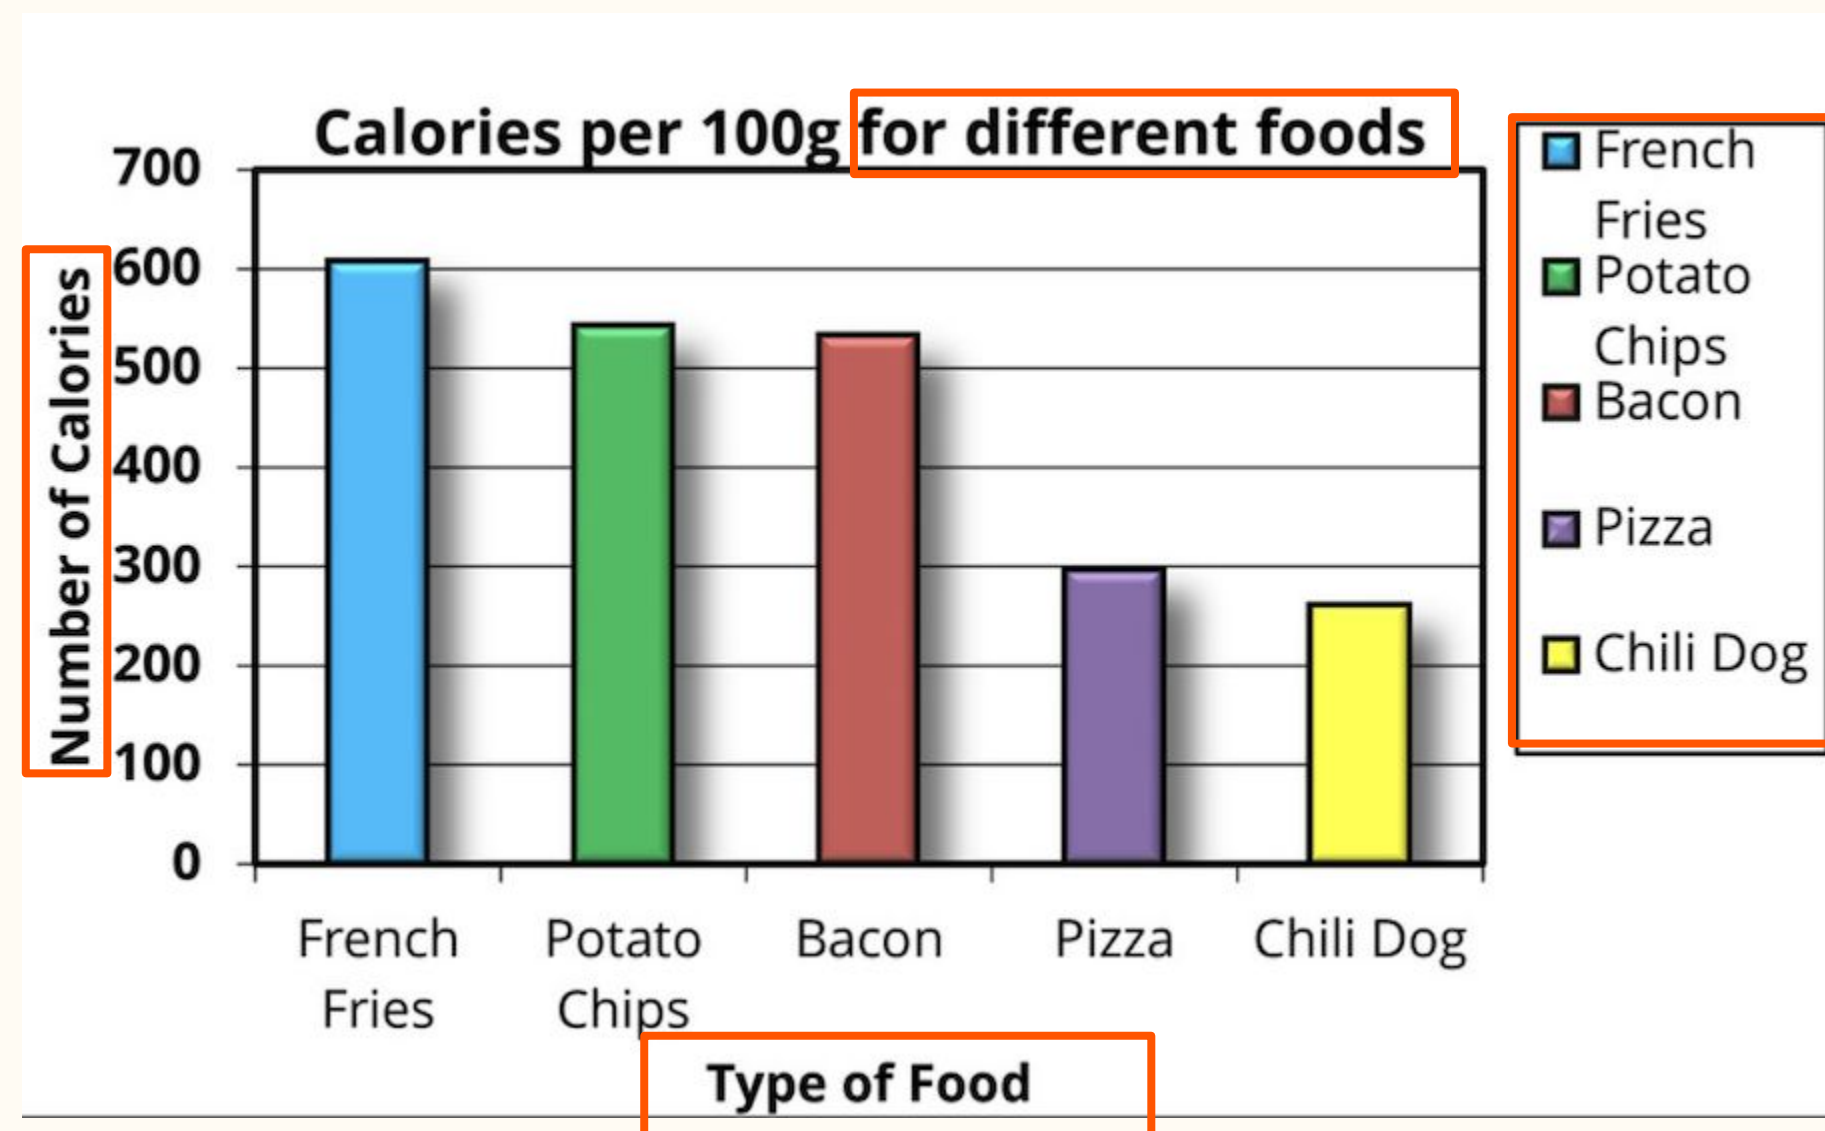 Calories per 100g for different foods
700
600
500
400
300
200
100
0
Number of Calories
French
Fries
Potato
Chips
Bacon
Pizza
Chili Dog
Type of Food
French
Fries
Potato
Chips
Bacon
Pizza
Chili Dog